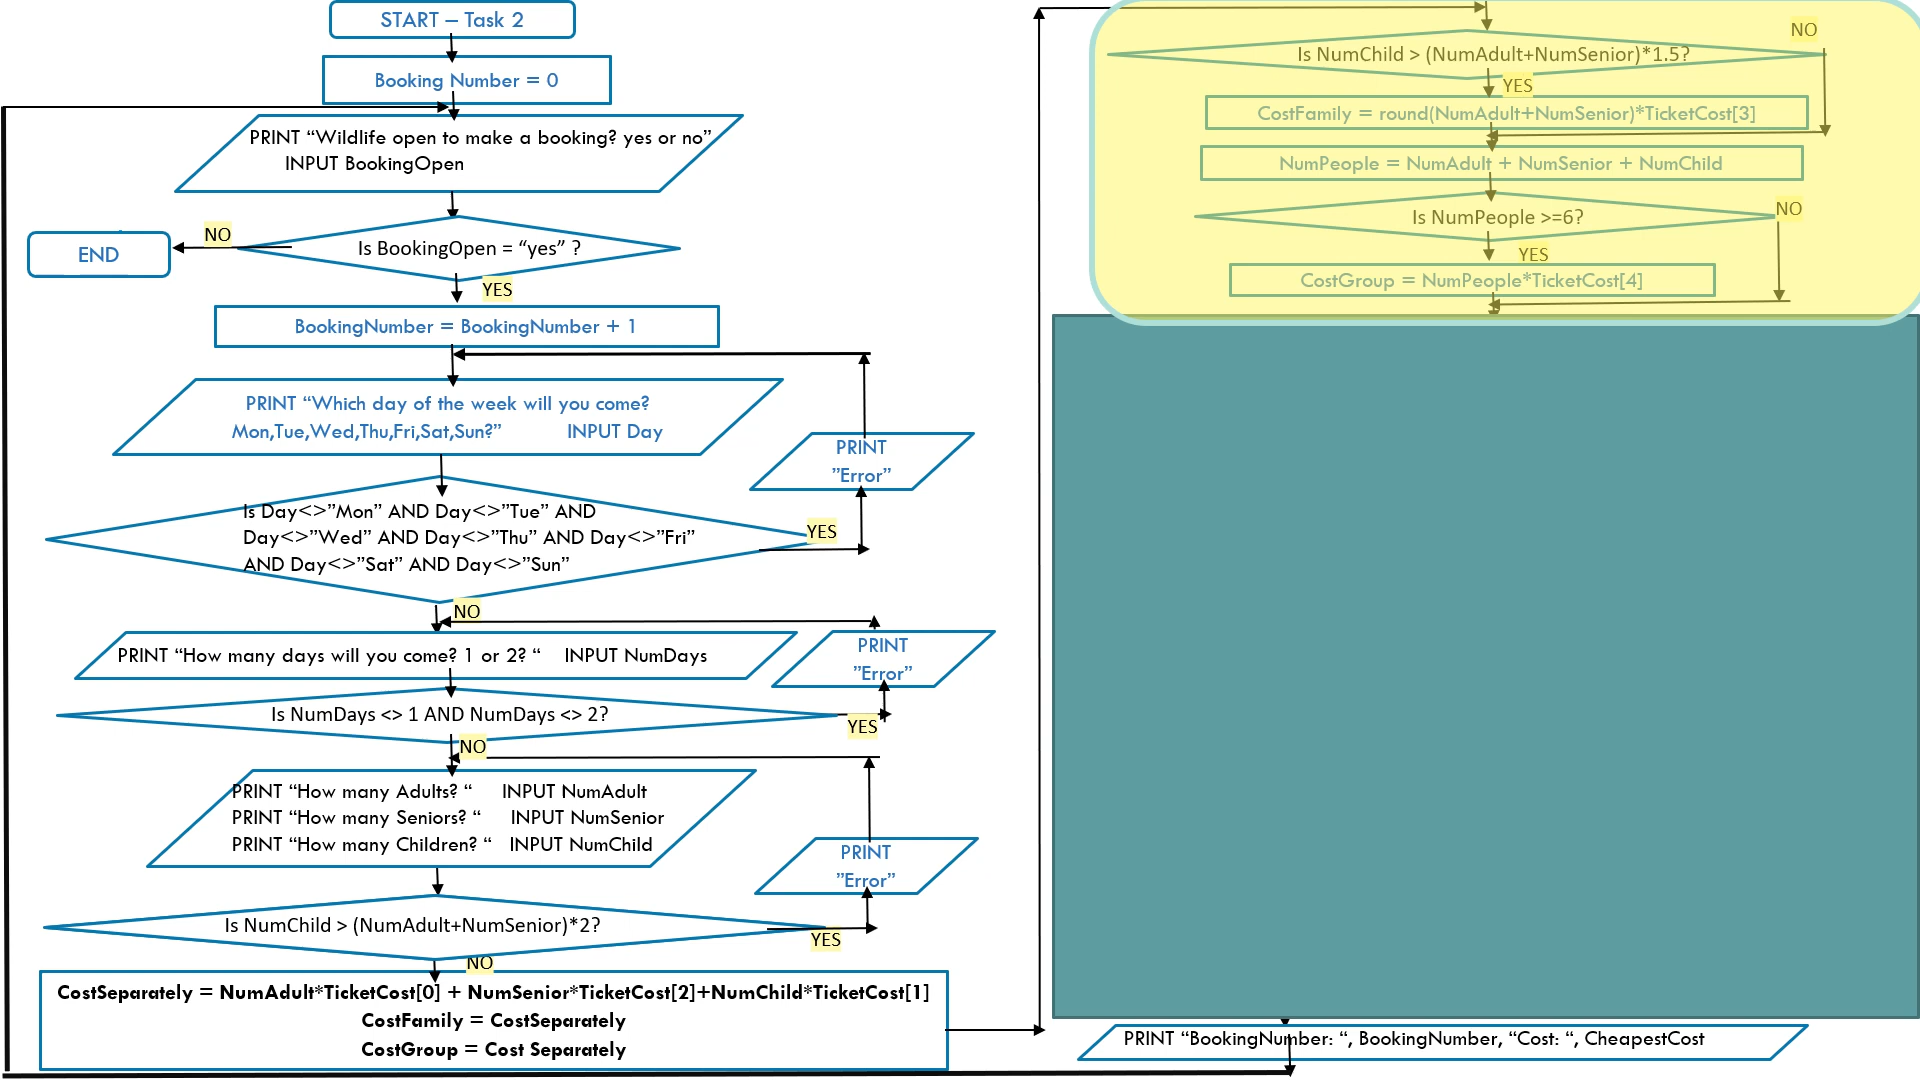 START – Task 2
Booking Number = 0
PRINT “Wildlife open to make a booking? yes or no”
INPUT BookingOpen
NO
END
Is BookingOpen = “yes” ?
YES
BookingNumber = BookingNumber + 1
PRINT “Which day of the week will you come?
Mon,Tue,Wed,Thu,Fri,Sat,Sun?” INPUT Day
PRINT
”Error”
Is Day<>”Mon” AND Day<>”Tue” AND
Day<>”Wed” AND Day<>”Thu” AND Day<>”Fri”
AND Day<>”Sat” AND Day<>”Sun”
YES
NO
PRINT “How many days will you come? 1 or 2? “ INPUT NumDays
PRINT
”Error”
Is NumDays <> 1 AND NumDays <> 2?
YES
NO
PRINT “How many Adults? “ INPUT NumAdult
PRINT “How many Seniors? “ INPUT NumSenior
PRINT “How many Children? “ INPUT NumChild
PRINT
”Error”
Is NumChild > (NumAdult+NumSenior)*2?
YES
NO
CostSeparately = NumAdult*TicketCost[0] + NumSenior*TicketCost[2]+NumChild*TicketCost[1]
CostFamily = CostSeparately
CostGroup = Cost Separately
NO
Is NumChild > (NumAdult+NumSenior)*1.5?
YES
CostFamily = round(NumAdult+NumSenior)*TicketCost[3]
NumPeople = NumAdult + NumSenior + NumChild
NO
Is NumPeople >=6?
YES
CostGroup = NumPeople*TicketCost[4]
PRINT “BookingNumber: “, BookingNumber, “Cost: “, CheapestCost